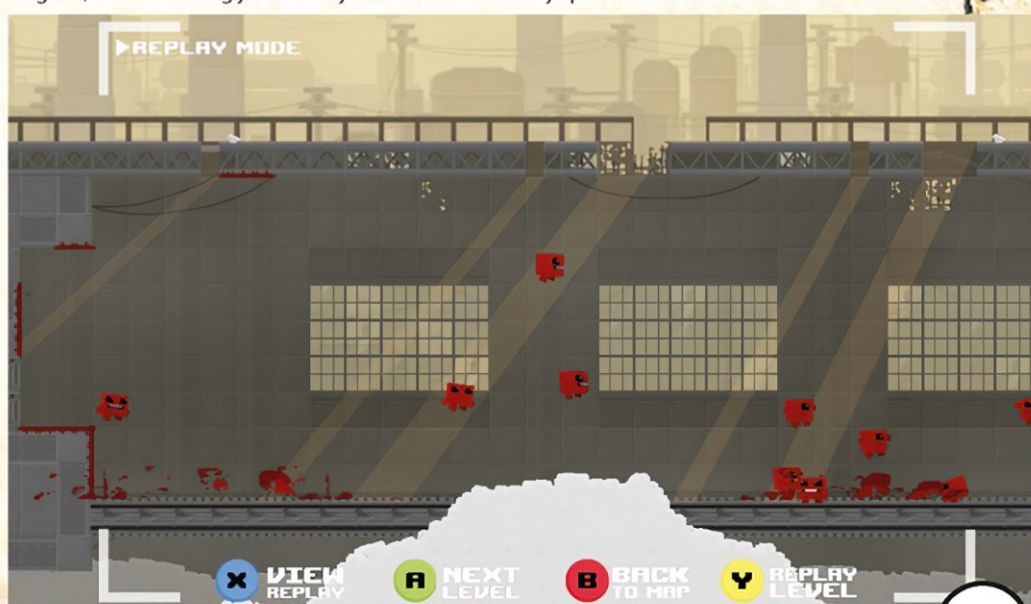 REPLAY MODE
X VIEW REPLAY
A NEXT LEVEL
B BACK TO MAP
Y REPLAY LEVEL